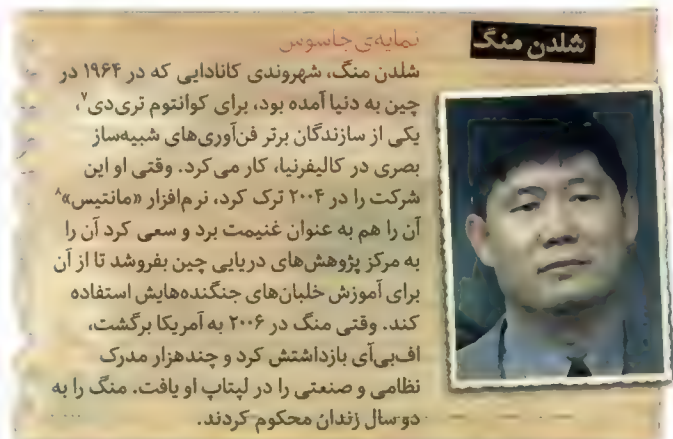 شلدن منگ
نمایه‌ی جاسوس
شلدن منگ، شهروندی کانادایی که در ۱۹۶۴ در
چین به دنیا آمده بود، برای کوانتوم تری‌دی۷،
یکی از سازندگان برتر فن‌آوری‌های شبیه‌ساز
بصری در کالیفرنیا، کار می‌کرد. وقتی او این
شرکت را در ۲۰۰۴ ترک کرد، نرم‌افزار «مانتیس»۸
آن را هم به عنوان غنیمت برد و سعی کرد آن را
به مرکز پژوهش‌های دریایی چین بفروشد تا از آن
برای آموزش خلبان‌های جنگنده‌هایش استفاده
کند. وقتی منگ در ۲۰۰۶ به آمریکا برگشت،
اف‌بی‌آی بازداشتش کرد و چندهزار مدرک
نظامی و صنعتی را در لپتاپ او یافت. منگ را به
دو سال زندان محکوم کردند.